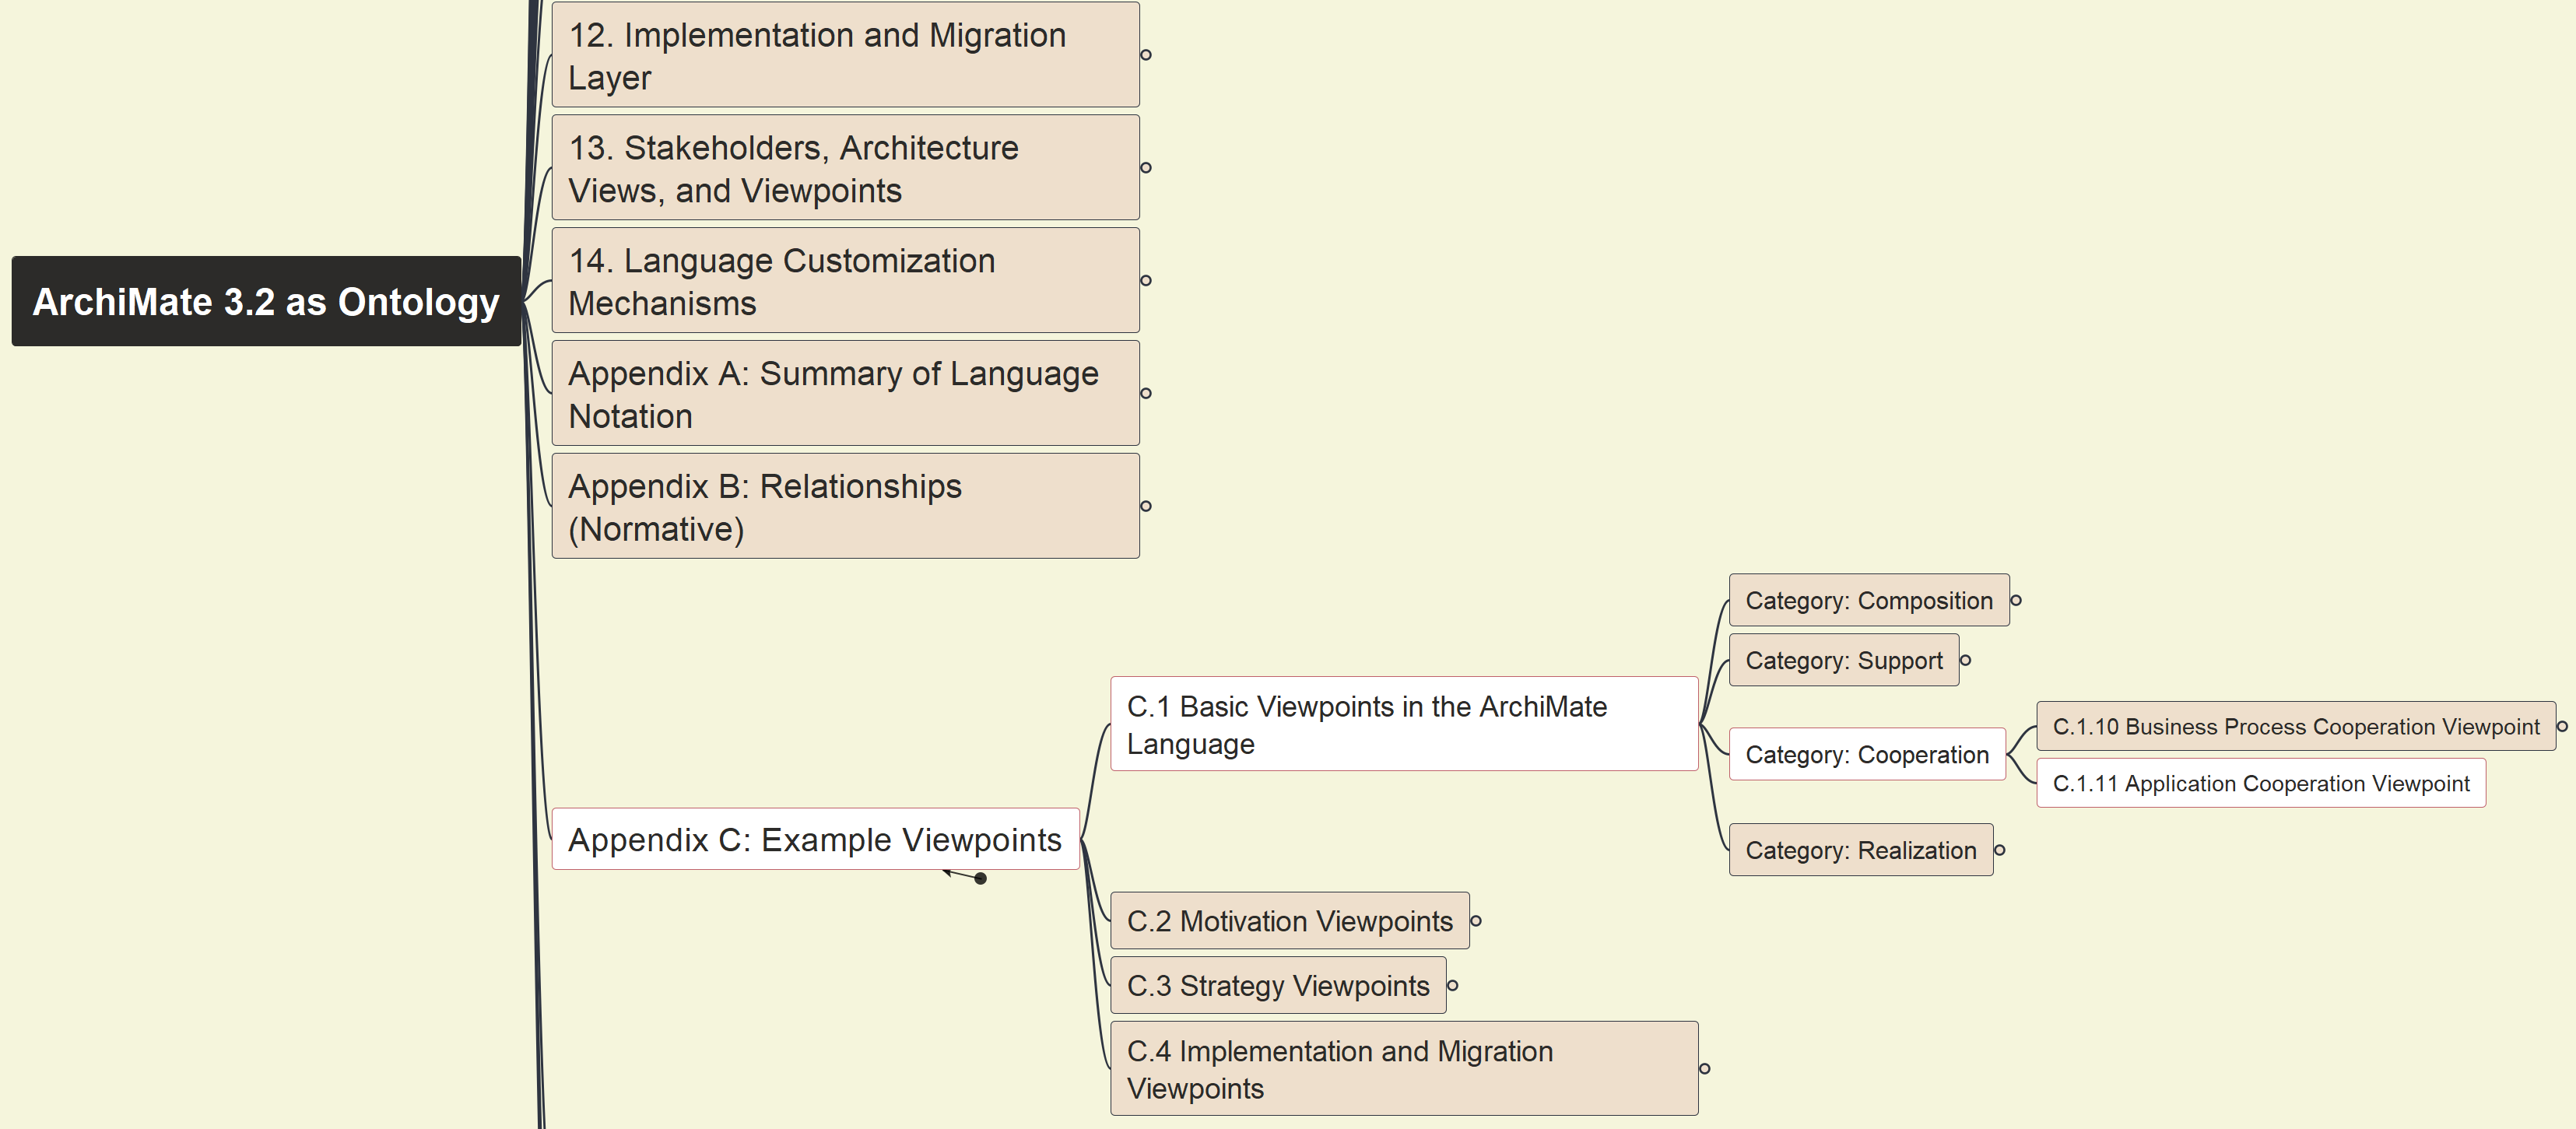 12. Implementation and Migration
Layer
13. Stakeholders, Architecture
Views, and Viewpoints
14. Language Customization
Mechanisms
ArchiMate 3.2 as Ontology
Appendix A: Summary of Language
Notation
Appendix B: Relationships
(Normative)
Appendix C: Example Viewpoints
C.1 Basic Viewpoints in the ArchiMate
Language
Category: Composition
Category: Support
Category: Cooperation
C.1.10 Business Process Cooperation Viewpoint
C.1.11 Application Cooperation Viewpoint
Category: Realization
C.2 Motivation Viewpoints
C.3 Strategy Viewpoints
C.4 Implementation and Migration
Viewpoints